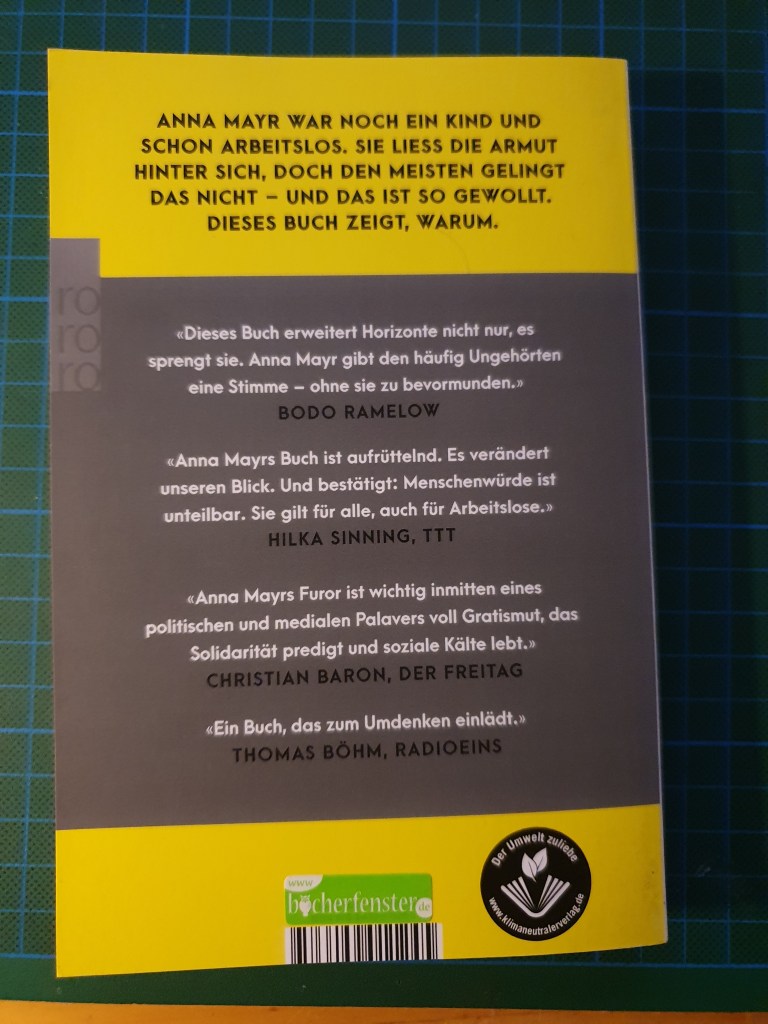 ANNA MAYR WAR NOCH EIN KIND UND
SCHON ARBEITSLOS. SIE LIESS DIE ARMUT
HINTER SICH, DOCH DEN MEISTEN GELINGT
DAS NICHT – UND DAS IST SO GEWOLLT.
DIESES BUCH ZEIGT, WARUM.
ro
ro
ro
«Dieses Buch erweitert Horizonte nicht nur, es
sprengt sie. Anna Mayr gibt den häufig Ungehörten
eine Stimme – ohne sie zu bevormunden.»
BODO RAMELOW
«Anna Mayrs Buch ist aufrüttelnd. Es verändert
unseren Blick. Und bestätigt: Menschenwürde ist
unteilbar. Sie gilt für alle, auch für Arbeitslose.»
HILKA SINNING, TTT
«Anna Mayrs Furor ist wichtig inmitten eines
politischen und medialen Palavers voll Gratismut, das
Solidarität predigt und soziale Kälte lebt.»
CHRISTIAN BARON, DER FREITAG
«Ein Buch, das zum Umdenken einlädt.»
THOMAS BÖHM, RADIOEINS
www
bücherfenster.de
Der Umwelt zuliebe
www.klimaneutralerverlag.de